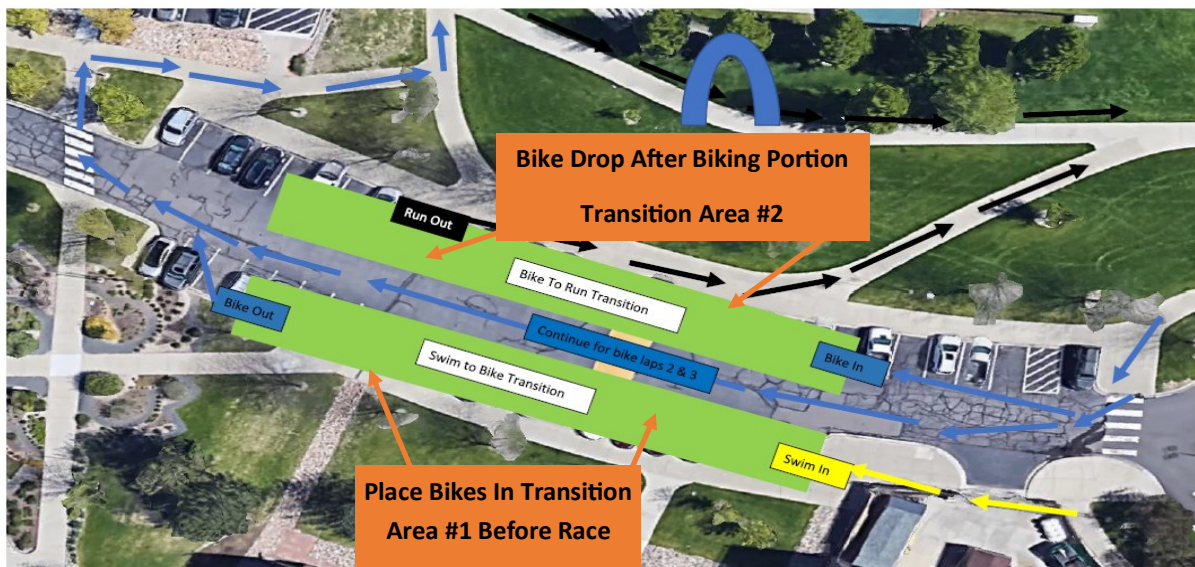 Bike Drop After Biking Portion
Transition Area #2
Run Out
Bike To Run Transition
Bike Out
Continue for bike laps 2 & 3
Bike In
Swim to Bike Transition
Swim In
Place Bikes In Transition
Area #1 Before Race